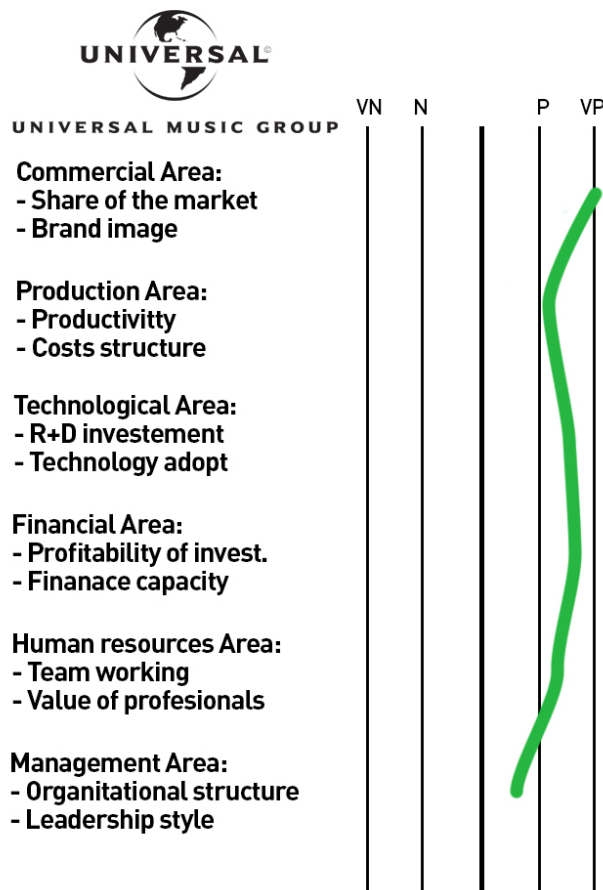 UNIVERSAL©
UNIVERSAL MUSIC GROUP
VN N P VP
Commercial Area:
- Share of the market
- Brand image
Production Area:
- Productivitty
- Costs structure
Technological Area:
- R+D investement
- Technology adopt
Financial Area:
- Profitability of invest.
- Finanace capacity
Human resources Area:
- Team working
- Value of profesionals
Management Area:
- Organitational structure
- Leadership style